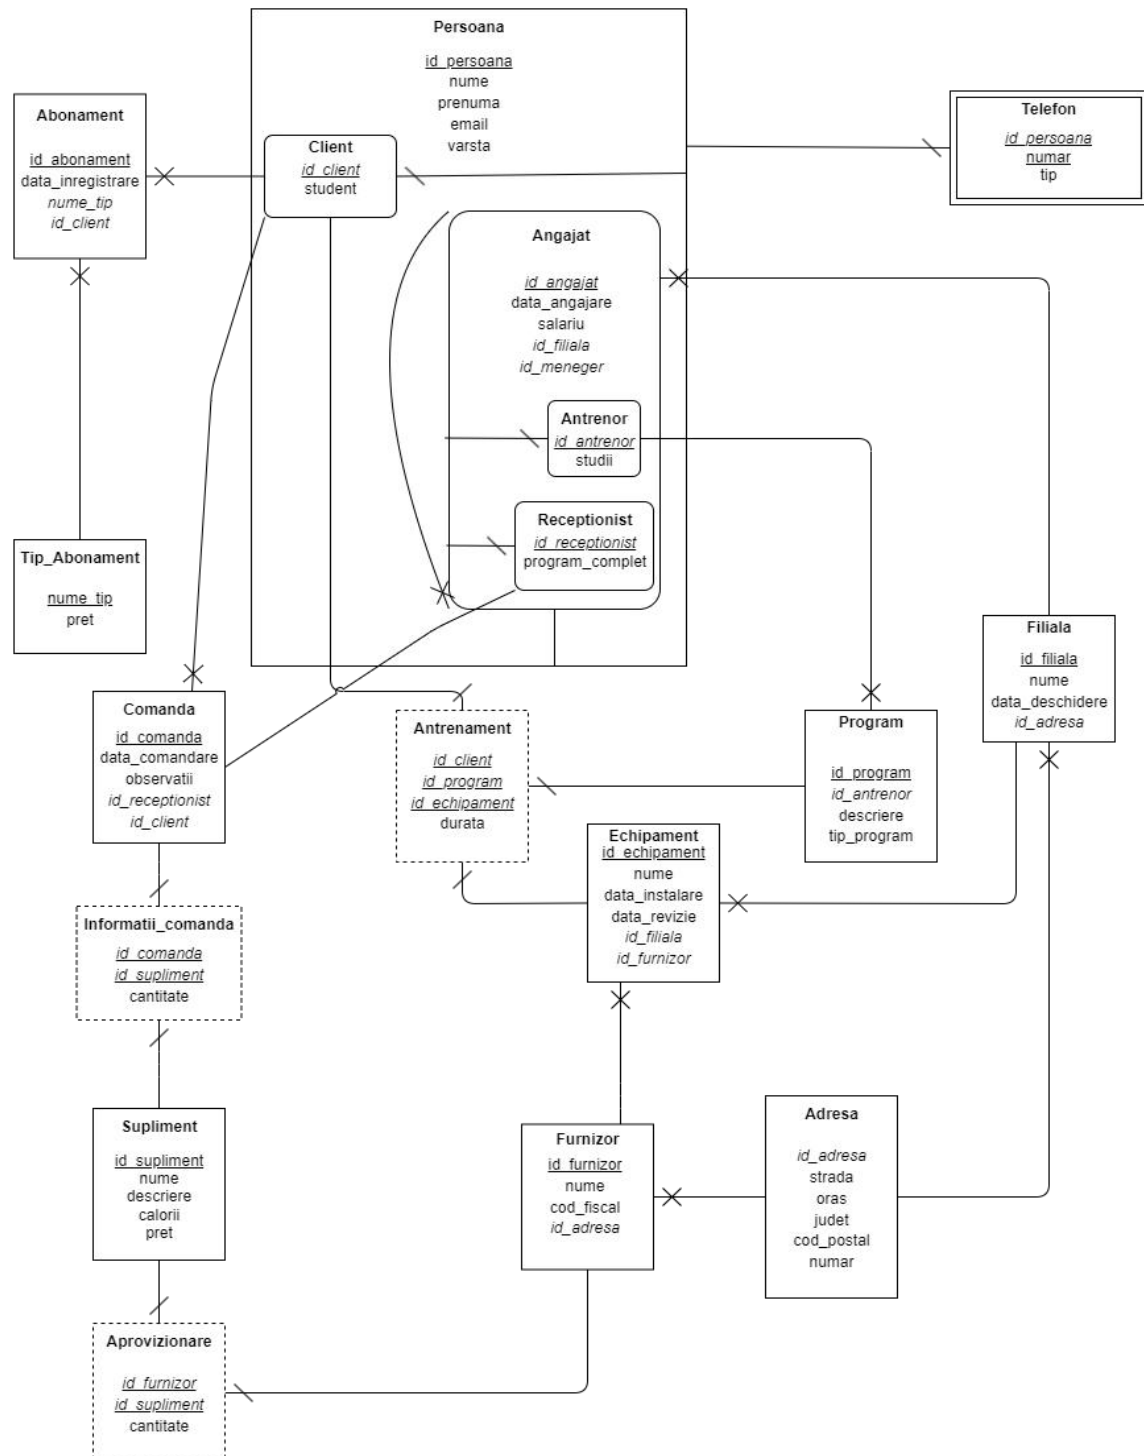 Persoana
id_persoana
nume
prenuma
email
varsta
Abonament
id_abonament
data_inregistrare
nume_tip
id_client
Client
id_client
student
Telefon
id_persoana
numar
tip
Angajat
id_angajat
data_angajare
salariu
id_filiala
id_meneger
Antrenor
id_antrenor
studii
Receptionist
id_receptionist
program_complet
Tip_Abonament
nume_tip
pret
Filiala
id_filiala
nume
data_deschidere
id_adresa
Comanda
id_comanda
data_comandare
observatii
id_receptionist
id_client
Antrenament
id_client
id_program
id_echipament
durata
Program
id_program
id_antrenor
descriere
tip_program
Echipament
id_echipament
nume
data_instalare
data_revizie
id_filiala
id_furnizor
Informatii_comanda
id_comanda
id_supliment
cantitate
Supliment
id_supliment
nume
descriere
calorii
pret
Furnizor
id_furnizor
nume
cod_fiscal
id_adresa
Adresa
id_adresa
strada
oras
judet
cod_postal
numar
Aprovizionare
id_furnizor
id_supliment
cantitate